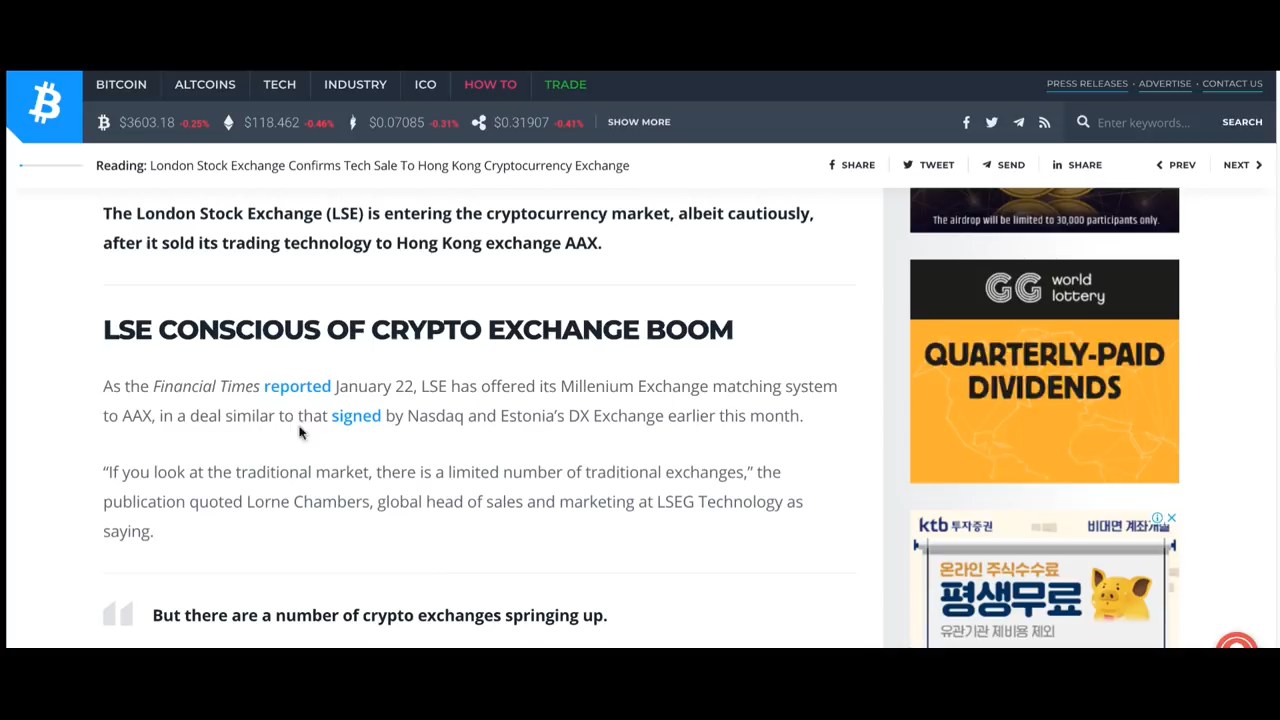 BITCOIN ALTCOINS TECH INDUSTRY ICO HOW TO TRADE
PRESS RELEASES · ADVERTISE · CONTACT US
$3603.18 -0.25% $118.462 -0.46% $0.07085 -0.31% $0.31907 -0.41% SHOW MORE
Enter keywords... SEARCH
Reading: London Stock Exchange Confirms Tech Sale To Hong Kong Cryptocurrency Exchange
SHARE TWEET SEND in SHARE PREV NEXT
The London Stock Exchange (LSE) is entering the cryptocurrency market, albeit cautiously,
after it sold its trading technology to Hong Kong exchange AAX.
LSE CONSCIOUS OF CRYPTO EXCHANGE BOOM
As the Financial Times reported January 22, LSE has offered its Millenium Exchange matching system
to AAX, in a deal similar to that signed by Nasdaq and Estonia’s DX Exchange earlier this month.
“If you look at the traditional market, there is a limited number of traditional exchanges,” the
publication quoted Lorne Chambers, global head of sales and marketing at LSEG Technology as
saying.
But there are a number of crypto exchanges springing up.
The airdrop will be limited to 30,000 participants only.
GG world
lottery
QUARTERLY-PAID
DIVIDENDS
ktb 투자증권
비대면 계좌개설
온라인 주식수수료
평생무료
유관기관 제비용 제외